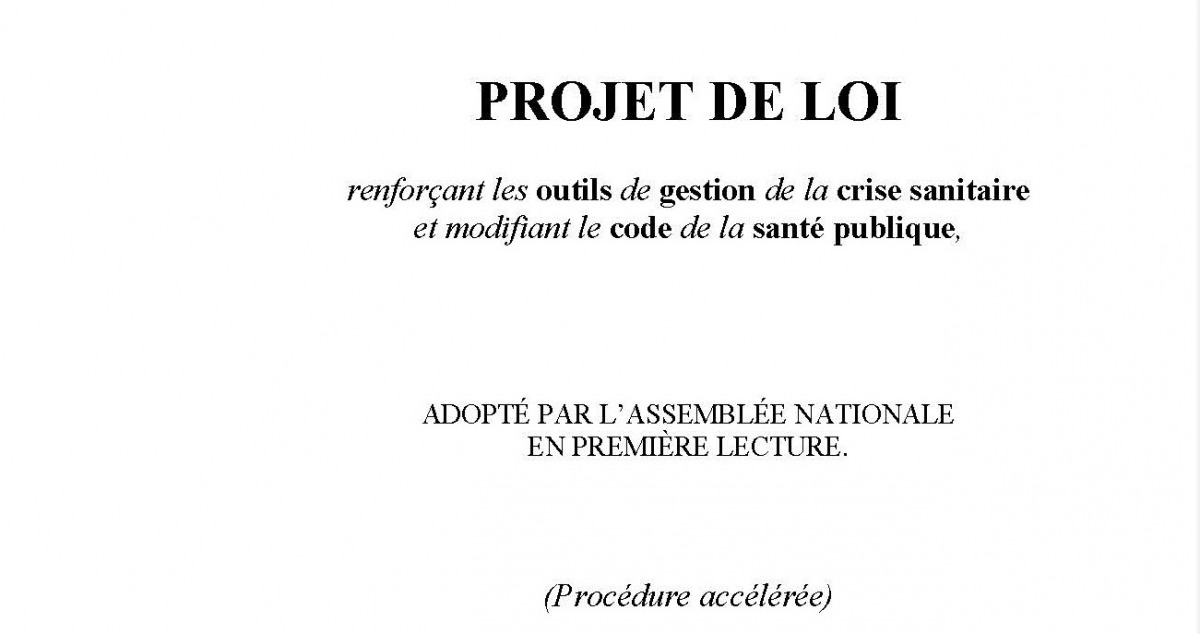 PROJET DE LOI
renforçant les outils de gestion de la crise sanitaire
et modifiant le code de la santé publique,
ADOPTÉ PAR L’ASSEMBLÉE NATIONALE
EN PREMIÈRE LECTURE.
(Procédure accélérée)